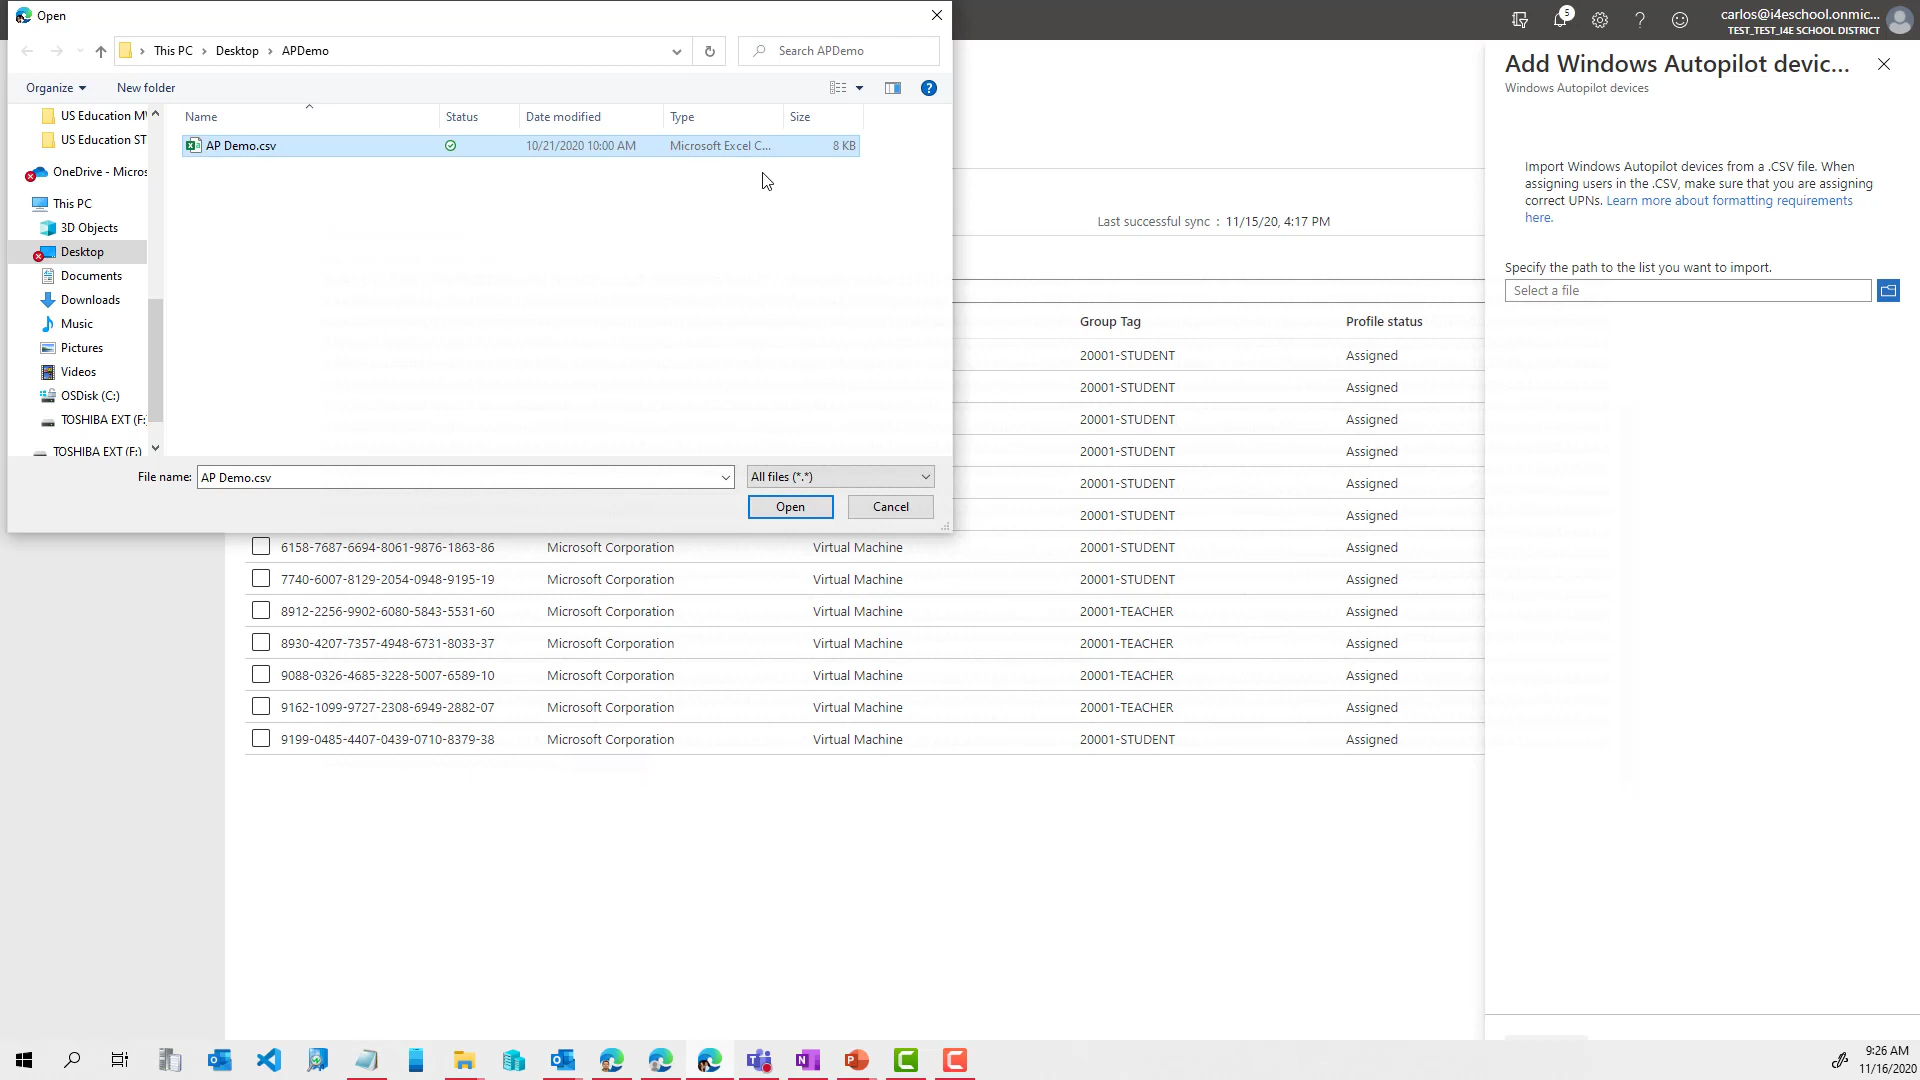 Open
This PC > Desktop > APDemo
Search APDemo
Organize
New folder
US Education M
US Education ST
OneDrive - Micros
This PC
3D Objects
Desktop
Documents
Downloads
Music
Pictures
Videos
OSDisk (C:)
TOSHIBA EXT (F:
TOSHIBA EXT (F:)
Name Status Date modified Type Size
AP Demo.csv 10/21/2020 10:00 AM Microsoft Excel C... 8 KB
File name: AP Demo.csv
All files (*.*)
Open
Cancel
5
carlos@i4eschool.onmic...
TEST_TEST_I4E SCHOOL DISTRICT
Add Windows Autopilot devic...
Windows Autopilot devices
Import Windows Autopilot devices from a .CSV file. When
assigning users in the .CSV, make sure that you are assigning
correct UPNs. Learn more about formatting requirements
here.
Specify the path to the list you want to import.
Select a file
Last successful sync : 11/15/20, 4:17 PM
Group Tag Profile status
20001-STUDENT Assigned
20001-STUDENT Assigned
20001-STUDENT Assigned
20001-STUDENT Assigned
20001-STUDENT Assigned
20001-STUDENT Assigned
6158-7687-6694-8061-9876-1863-86 Microsoft Corporation Virtual Machine 20001-STUDENT Assigned
7740-6007-8129-2054-0948-9195-19 Microsoft Corporation Virtual Machine 20001-STUDENT Assigned
8912-2256-9902-6080-5843-5531-60 Microsoft Corporation Virtual Machine 20001-TEACHER Assigned
8930-4207-7357-4948-6731-8033-37 Microsoft Corporation Virtual Machine 20001-TEACHER Assigned
9088-0326-4685-3228-5007-6589-10 Microsoft Corporation Virtual Machine 20001-TEACHER Assigned
9162-1099-9727-2308-6949-2882-07 Microsoft Corporation Virtual Machine 20001-TEACHER Assigned
9199-0485-4407-0439-0710-8379-38 Microsoft Corporation Virtual Machine 20001-STUDENT Assigned
9:26 AM
11/16/2020